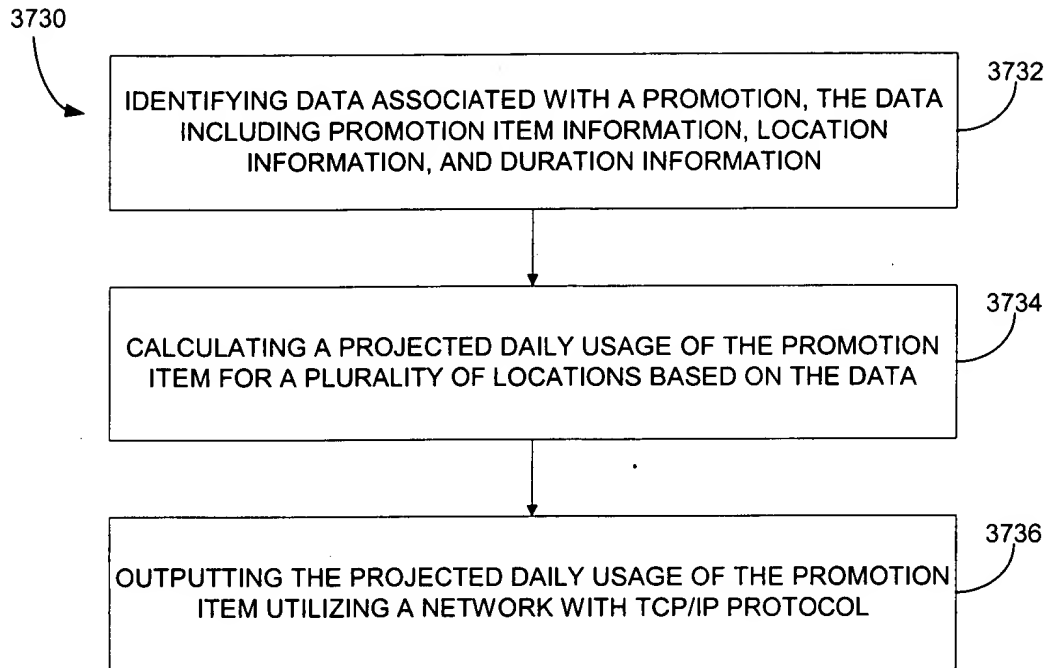 3730
3732
IDENTIFYING DATA ASSOCIATED WITH A PROMOTION, THE DATA
INCLUDING PROMOTION ITEM INFORMATION, LOCATION
INFORMATION, AND DURATION INFORMATION
3734
CALCULATING A PROJECTED DAILY USAGE OF THE PROMOTION
ITEM FOR A PLURALITY OF LOCATIONS BASED ON THE DATA
3736
OUTPUTTING THE PROJECTED DAILY USAGE OF THE PROMOTION
ITEM UTILIZING A NETWORK WITH TCP/IP PROTOCOL